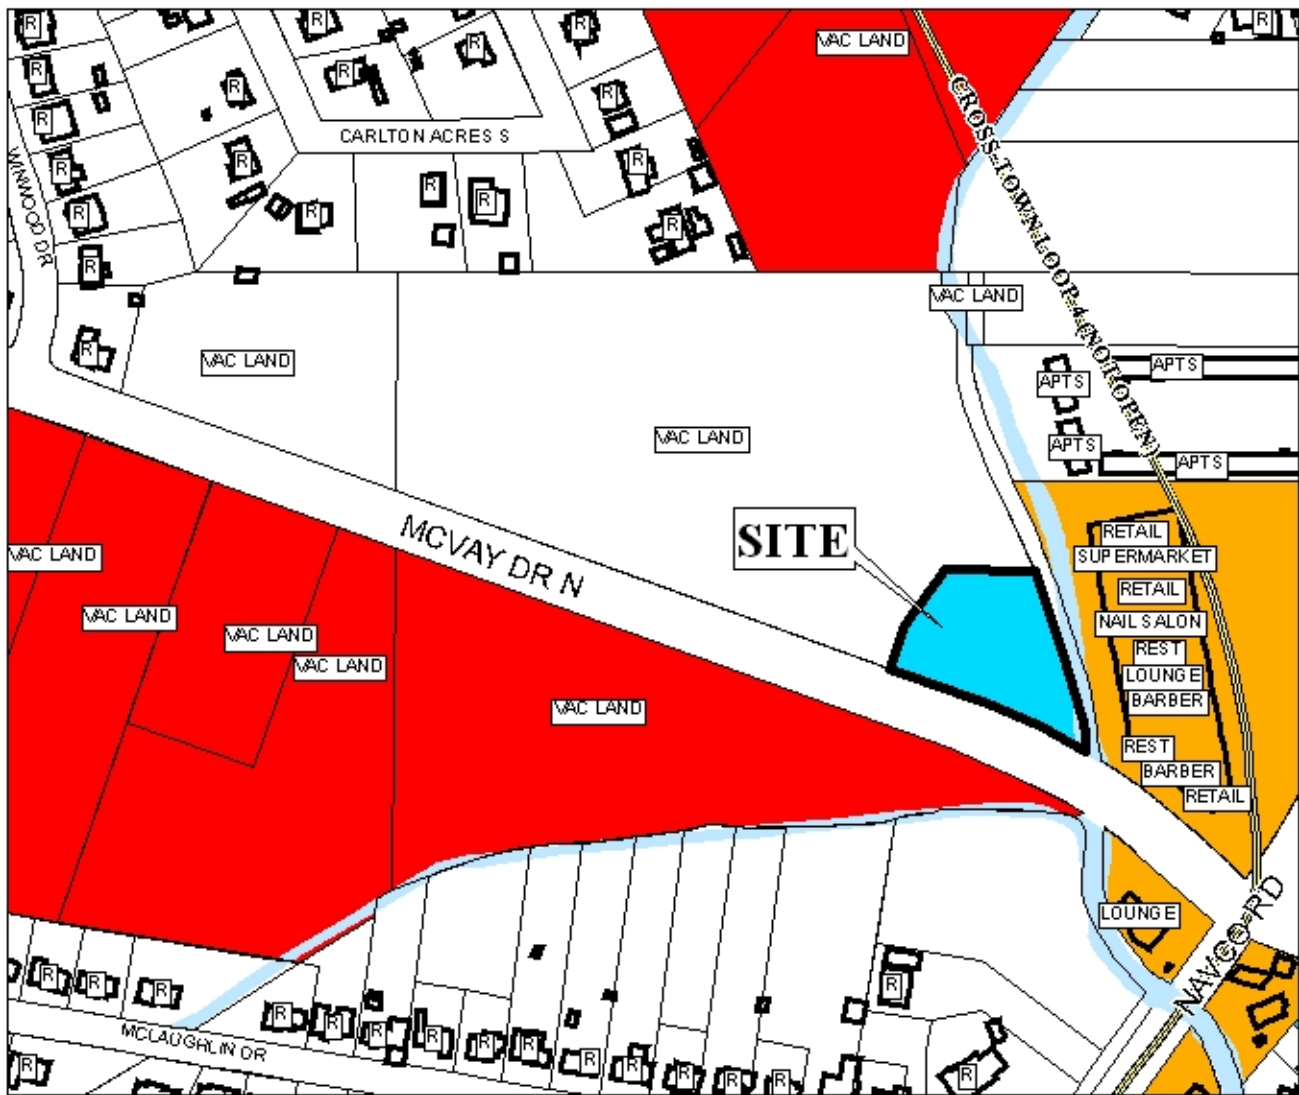 R
R
R
R
R
VAC LAND
R
R
R
R
R
CARLTON ACRES S
CROSS-TOWN-LOOP-4-(NOT-OPEN)
WINWOOD DR
R
R
R
R
R
R
R
R
R
VAC LAND
R
VAC LAND
VAC LAND
APTS
APTS
VAC LAND
APTS
APTS
SITE
MCVAY DR N
RETAIL
SUPERMARKET
VAC LAND
RETAIL
VAC LAND
NAIL SALON
VAC LAND
REST
VAC LAND
LOUNGE
BARBER
VAC LAND
REST
BARBER
RETAIL
LOUNGE
NAVCO RD
R
R
R
R
R
R
R
R
R
R
MCLAUGHLIN DR
R
R
R
R
R
R
R